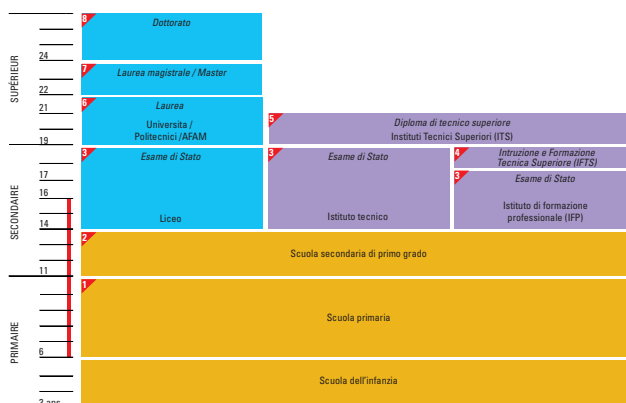 SUPÉRIEUR
SECONDAIRE
PRIMAIRE
24
22
21
19
17
16
14
11
6
3 ans
8
Dottorato
7
Laurea magistrale / Master
6
Laurea
Universita /
Politecnici /AFAM
5
Diploma di tecnico superiore
Instituti Tecnici Superiori (ITS)
3
Esame di Stato
Liceo
3
Esame di Stato
Istituto tecnico
4
Intruzione e Formazione
Tecnica Superiore (IFTS)
3
Esame di Stato
Istituto di formazione
professionale (IFP)
2
Scuola secondaria di primo grado
1
Scuola primaria
Scuola dell'infanzia